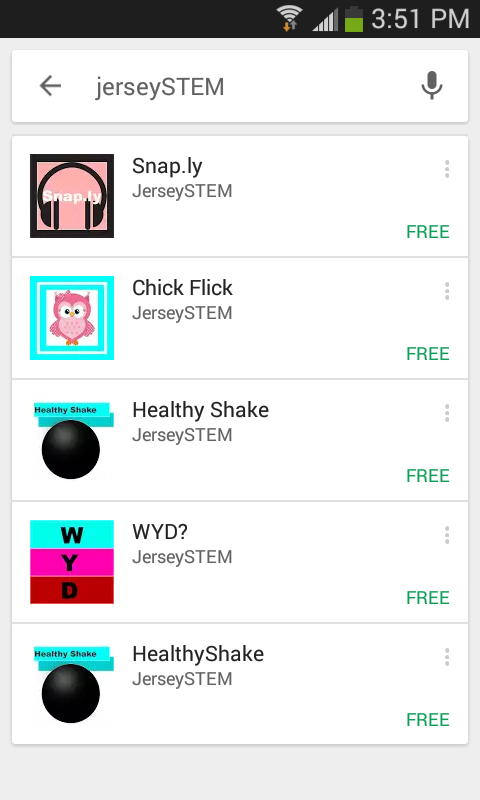 3:51 PM
jerseySTEM
Snap.ly
Snap.ly
JerseySTEM
FREE
Chick Flick
JerseySTEM
FREE
Healthy Shake
Healthy Shake
JerseySTEM
FREE
W
Y
D
WYD?
JerseySTEM
FREE
Healthy Shake
HealthyShake
JerseySTEM
FREE